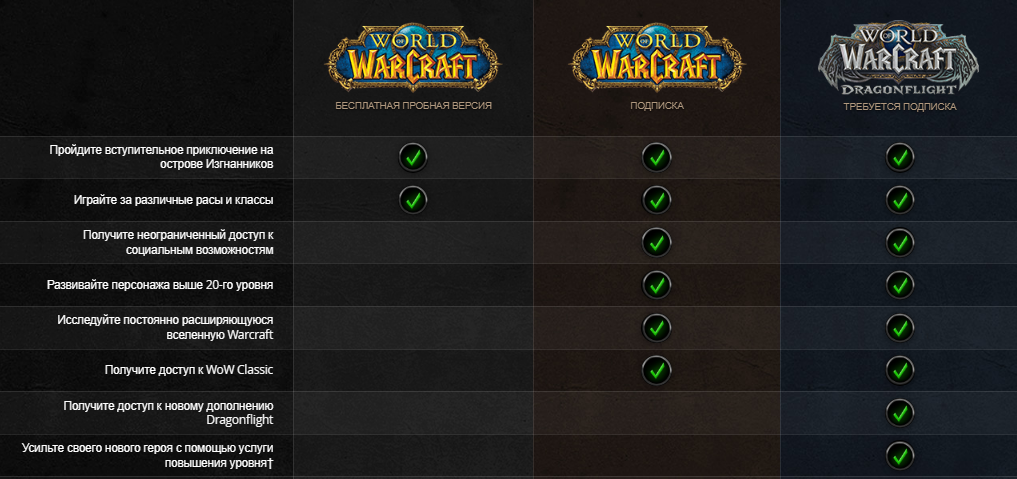 WORLD
OF
WARCRAFT
БЕСПЛАТНАЯ ПРОБНАЯ ВЕРСИЯ
WORLD
OF
WARCRAFT
ПОДПИСКА
WORLD
OF
WARCRAFT
DRAGONFLIGHT
ТРЕБУЕТСЯ ПОДПИСКА
Пройдите вступительное приключение на
острове Изгнанников
Играйте за различные расы и классы
Получите неограниченный доступ к
социальным возможностям
Развивайте персонажа выше 20-го уровня
Исследуйте постоянно расширяющуюся
вселенную Warcraft
Получите доступ к WoW Classic
Получите доступ к новому дополнению
Dragonflight
Усильте своего нового героя с помощью услуги
повышения уровня†